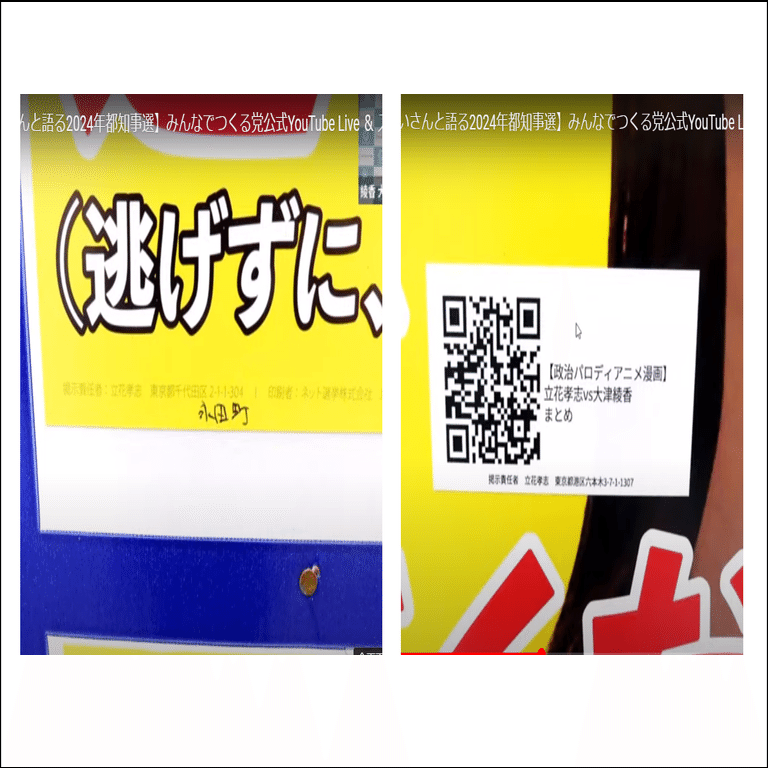 んと語る2024年都知事選】みんなでつくる党公式YouTube Live &
綾香
(逃げずに、
掲示責任者：立花孝志 東京都千代田区 2-1-1-304 | 印刷者：ネット選挙株式会社
永田町
いさんと語る2024年都知事選】みんなでつくる党公式YouTube L
【政治パロディアニメ漫画】
立花孝志vs大津綾香
まとめ
掲示責任者 立花孝志 東京都港区六本木3-7-1-1307